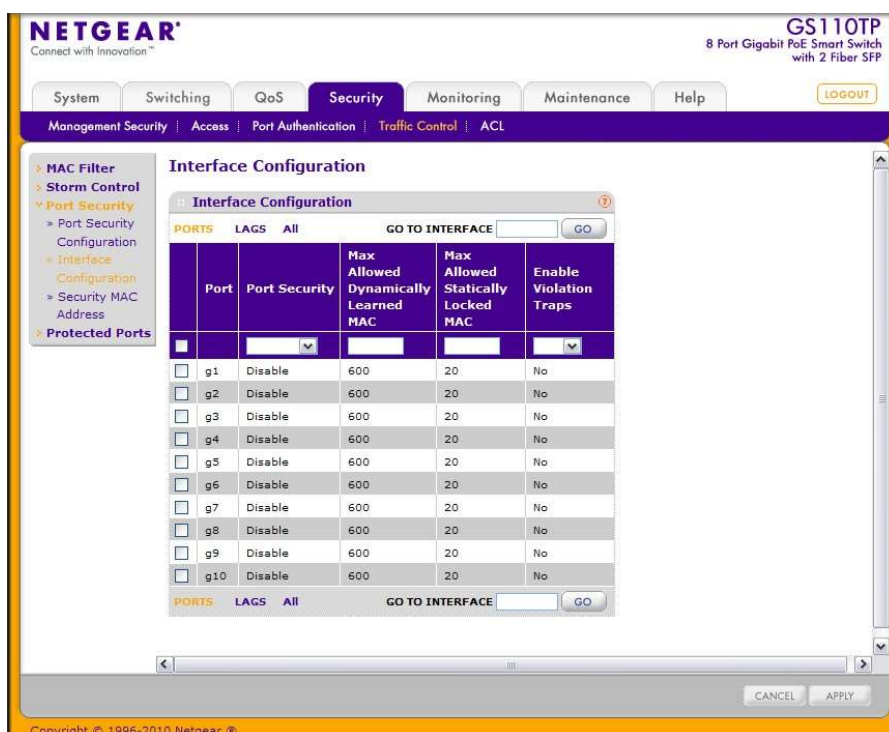 NETGEAR®
Connect with Innovation™
GS110TP
8 Port Gigabit PoE Smart Switch
with 2 Fiber SFP
System Switching QoS Security Monitoring Maintenance Help LOGOUT
Management Security Access Port Authentication Traffic Control ACL
MAC Filter
Storm Control
Port Security
» Port Security
Configuration
» Interface
Configuration
» Security MAC
Address
Protected Ports
Interface Configuration
Interface Configuration ?
PORTS LAGS All GO TO INTERFACE GO
Port Port Security Max Allowed Dynamically Learned MAC Max Allowed Statically Locked MAC Enable Violation Traps
g1 Disable 600 20 No
g2 Disable 600 20 No
g3 Disable 600 20 No
g4 Disable 600 20 No
g5 Disable 600 20 No
g6 Disable 600 20 No
g7 Disable 600 20 No
g8 Disable 600 20 No
g9 Disable 600 20 No
g10 Disable 600 20 No
PORTS LAGS All GO TO INTERFACE GO
CANCEL APPLY
Copyright © 1996-2010 Netgear ®